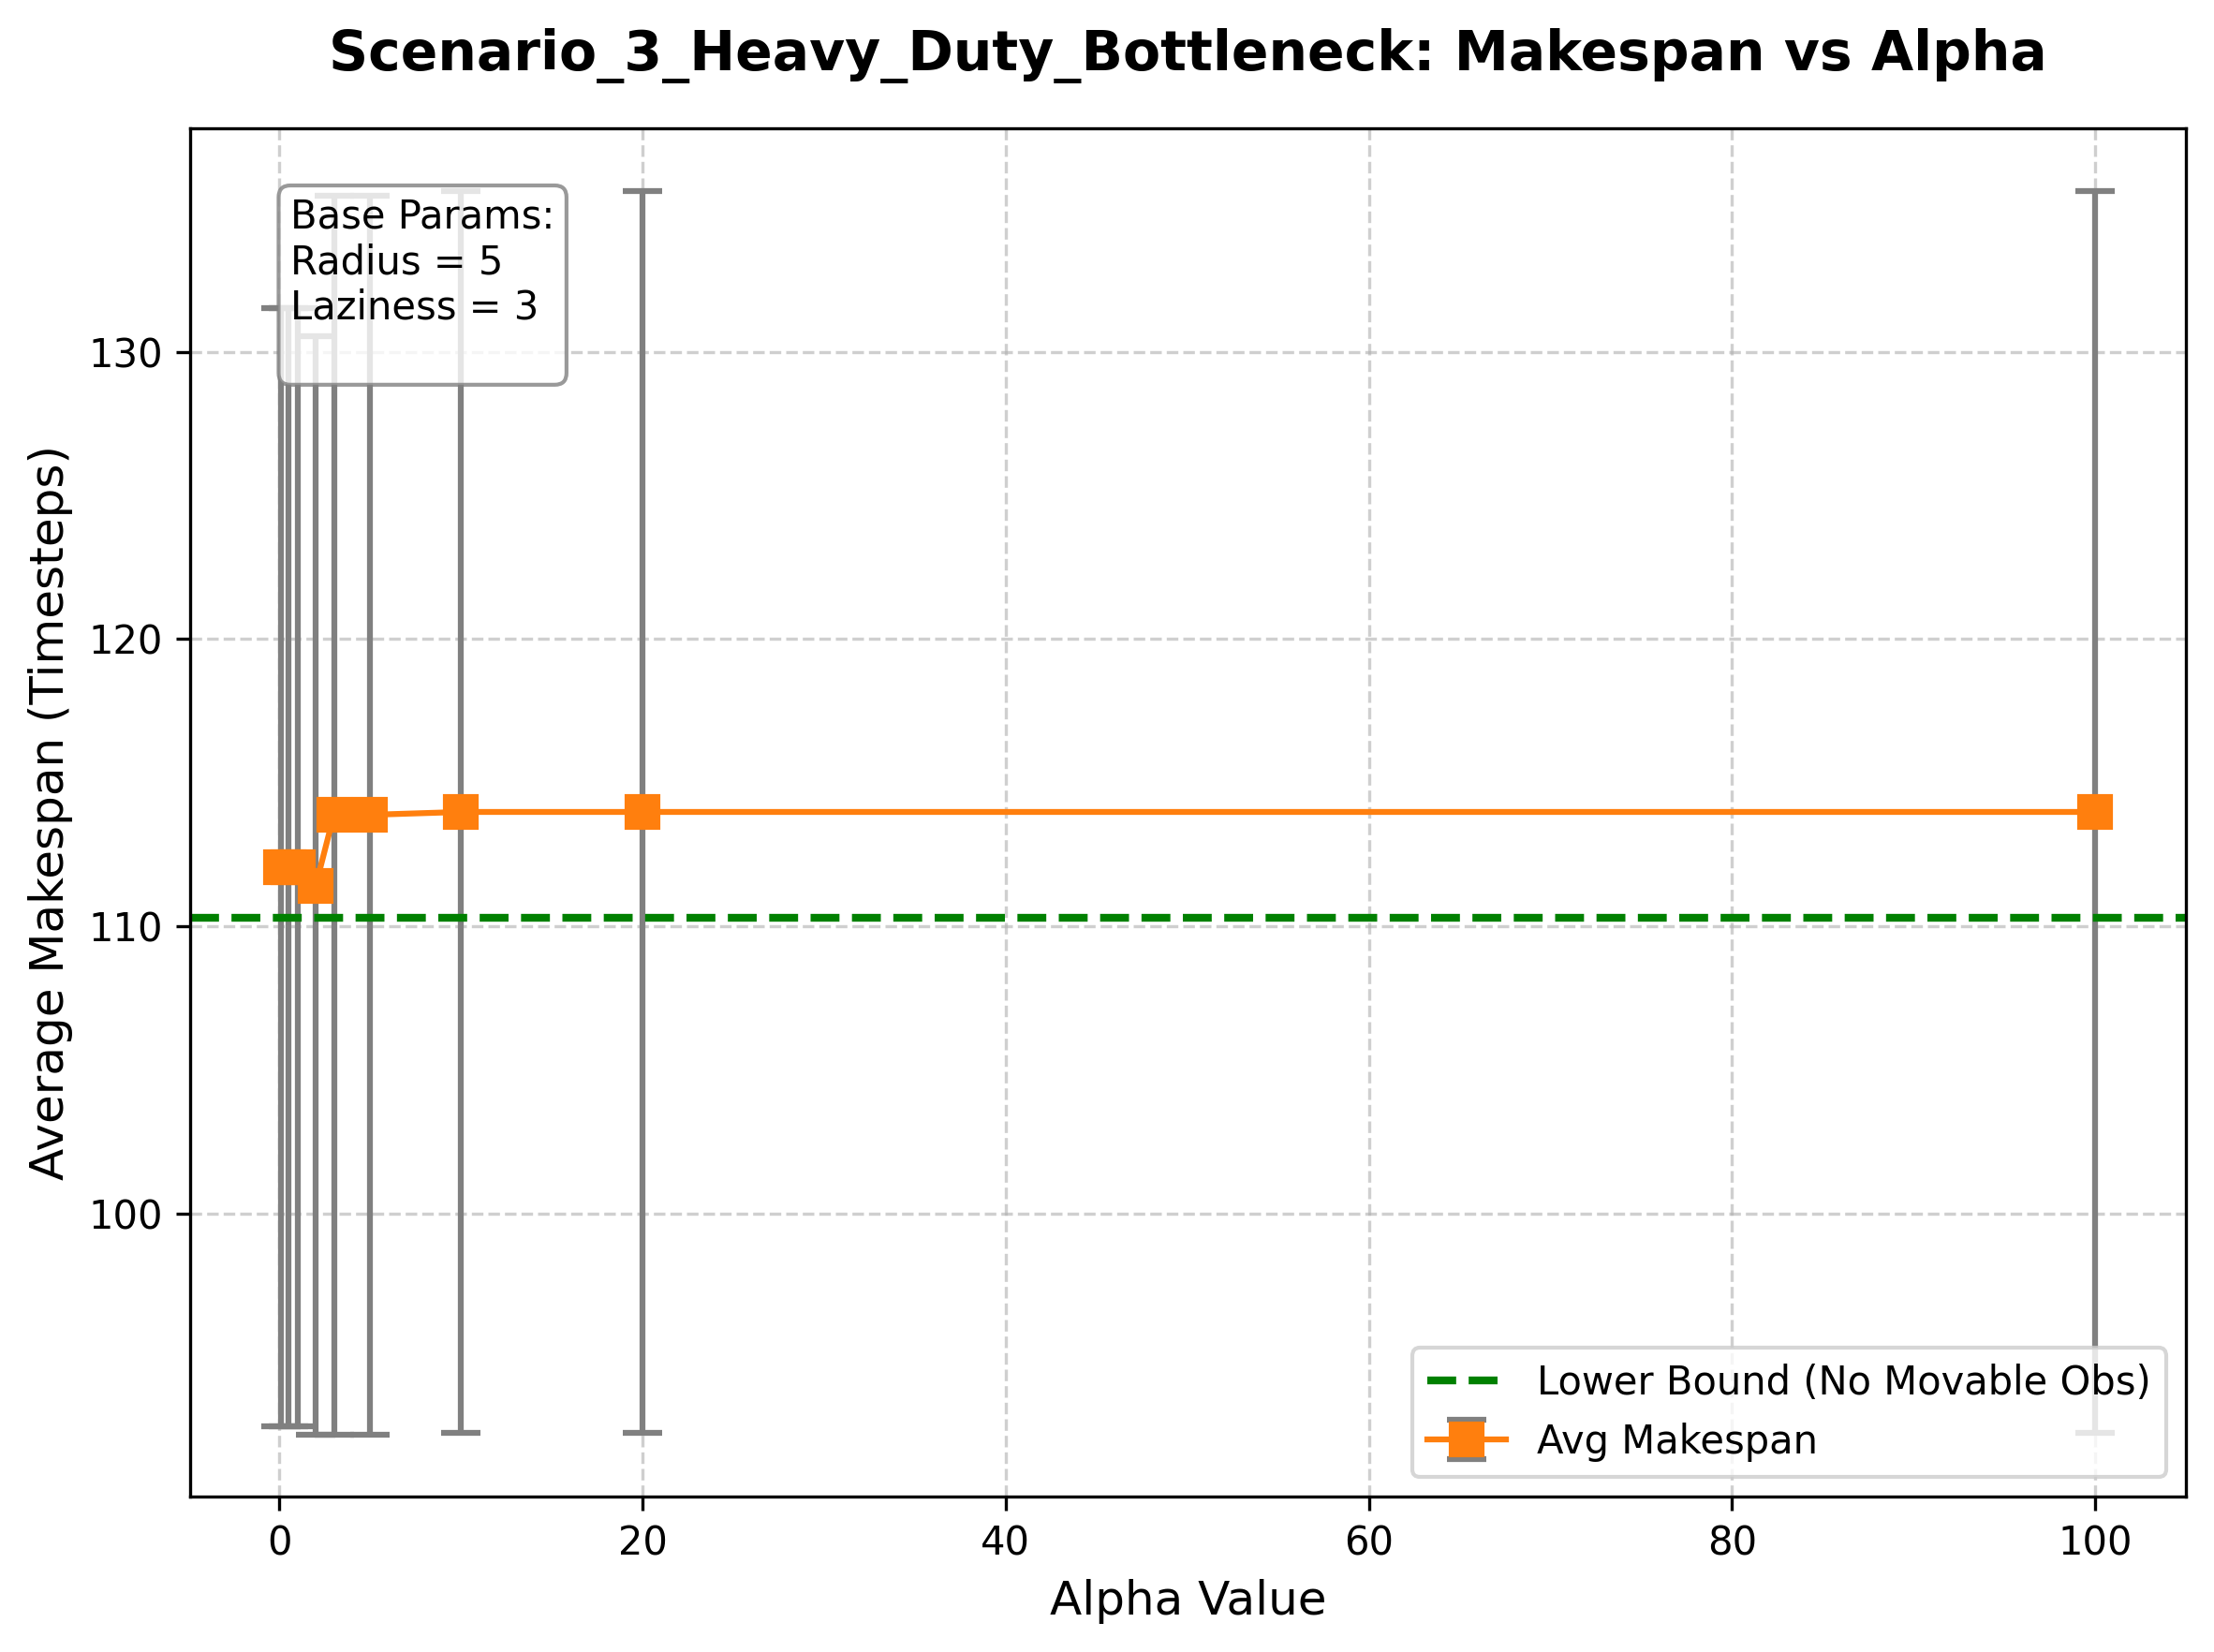 Scenario_3_Heavy_Duty_Bottleneck: Makespan vs Alpha
Base Params:
Radius = 5
Laziness = 3
Average Makespan (Timesteps)
130
120
110
100
Lower Bound (No Movable Obs)
Avg Makespan
0
20
40
60
80
100
Alpha Value